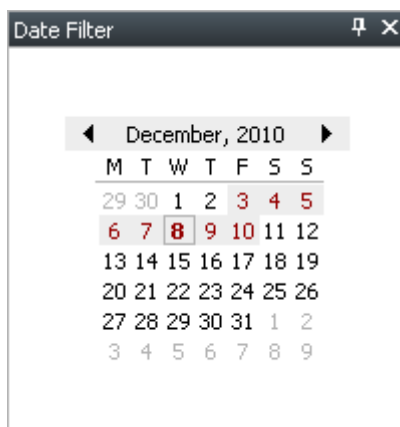 Date Filter
December, 2010
M T W T F S S
29 30 1 2 3 4 5
6 7 8 9 10 11 12
13 14 15 16 17 18 19
20 21 22 23 24 25 26
27 28 29 30 31 1 2
3 4 5 6 7 8 9